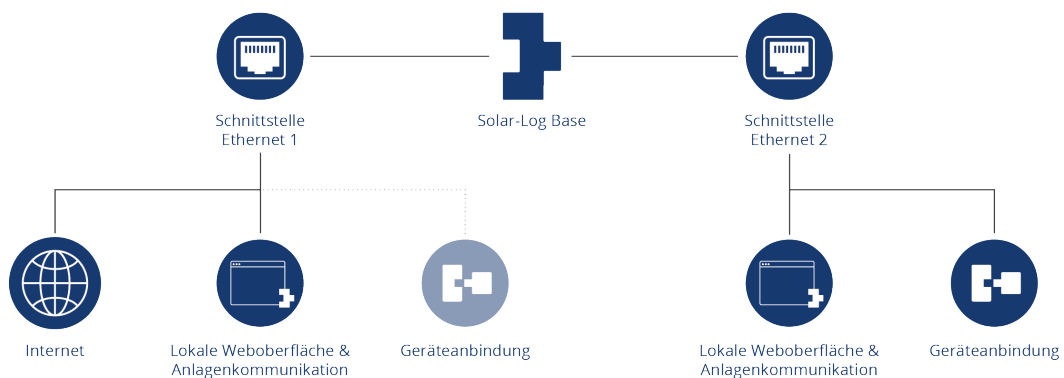 Schnittstelle
Ethernet 1
Solar-Log Base
Schnittstelle
Ethernet 2
Internet
Lokale Weboberfläche &
Anlagenkommunikation
Geräteanbindung
Lokale Weboberfläche &
Anlagenkommunikation
Geräteanbindung